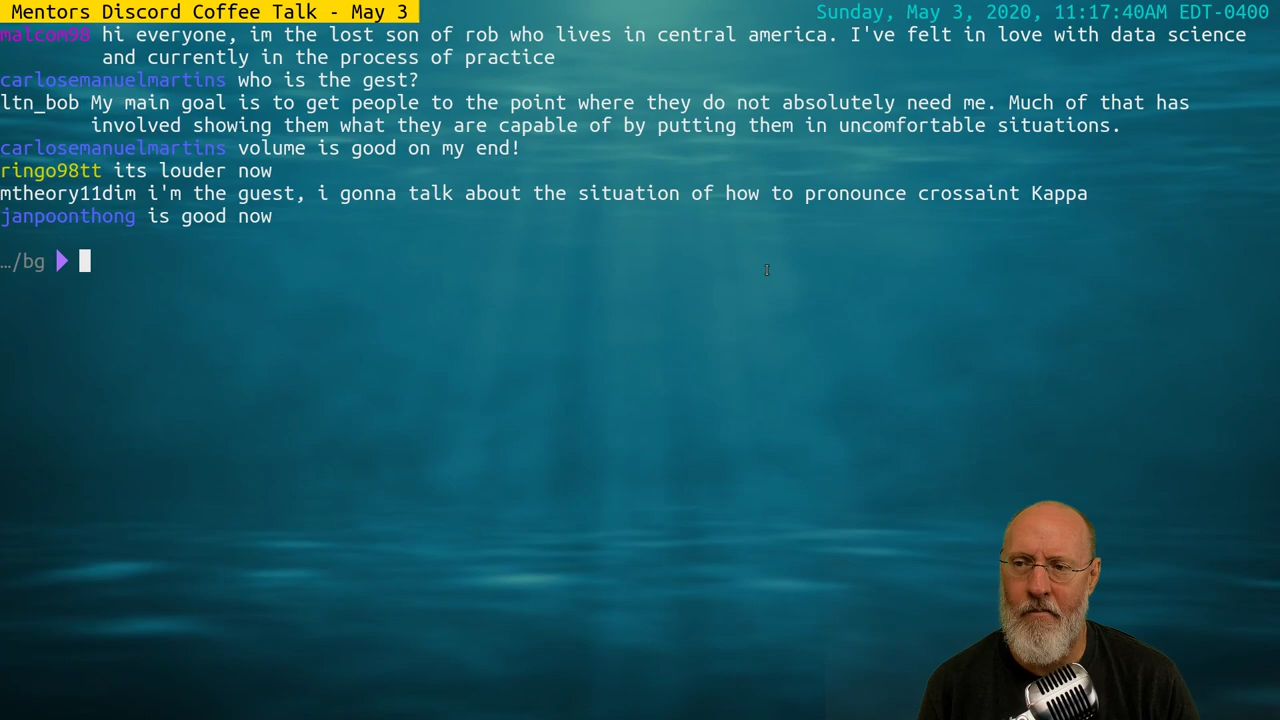 Mentors Discord Coffee Talk - May 3
Sunday, May 3, 2020, 11:17:40AM EDT-0400
malcom98 hi everyone, im the lost son of rob who lives in central america. I've felt in love with data science
and currently in the process of practice
carlosemanuelmartins who is the gest?
ltn_bob My main goal is to get people to the point where they do not absolutely need me. Much of that has
involved showing them what they are capable of by putting them in uncomfortable situations.
carlosemanuelmartins volume is good on my end!
ringo98tt its louder now
mtheory11dim i'm the guest, i gonna talk about the situation of how to pronounce crossaint Kappa
janpoonthong is good now
…/bg